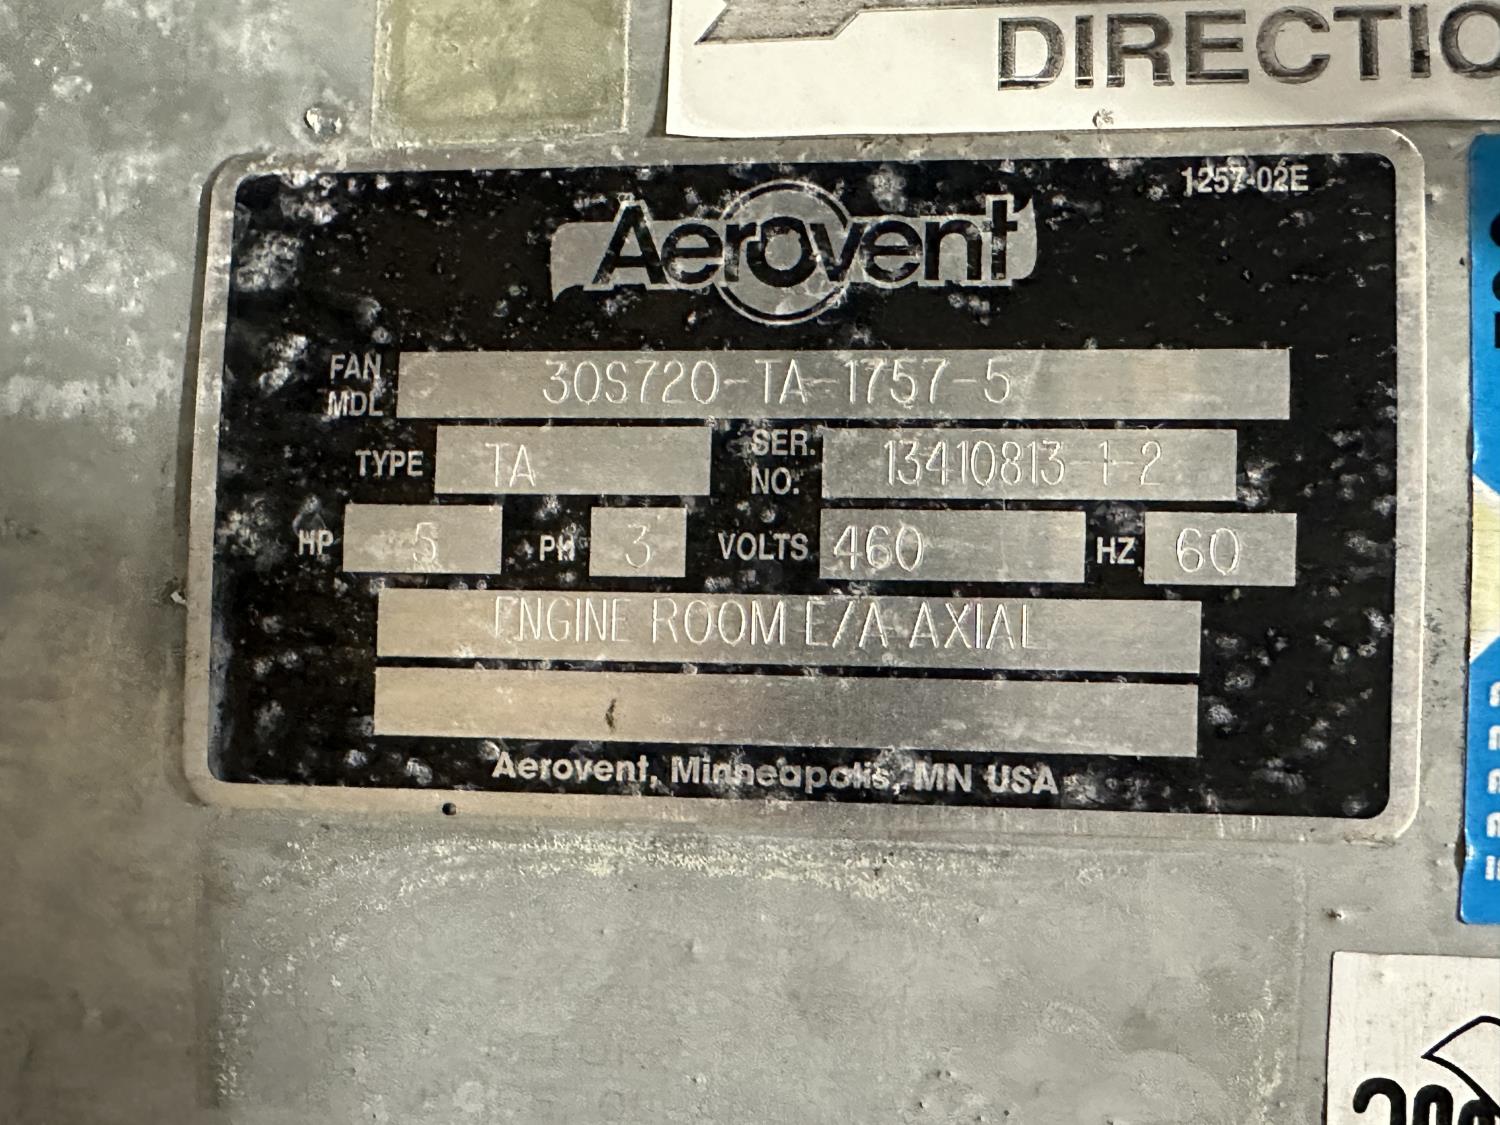 DIRECTIO
1257-02E
Aerovent
FAN MDL 30S720-TA-1757-5
TYPE TA SER. NO. 13410813 1-2
HP 5 PH 3 VOLTS 460 HZ 60
ENGINE ROOM E/A AXIAL
Aerovent, Minneapolis, MN USA